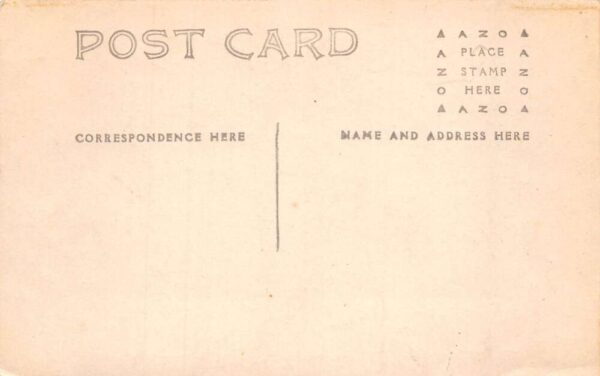 POST CARD
▲ A Z O ▲
A PLACE A
Z STAMP Z
O HERE O
▲ A Z O ▲
CORRESPONDENCE HERE
NAME AND ADDRESS HERE